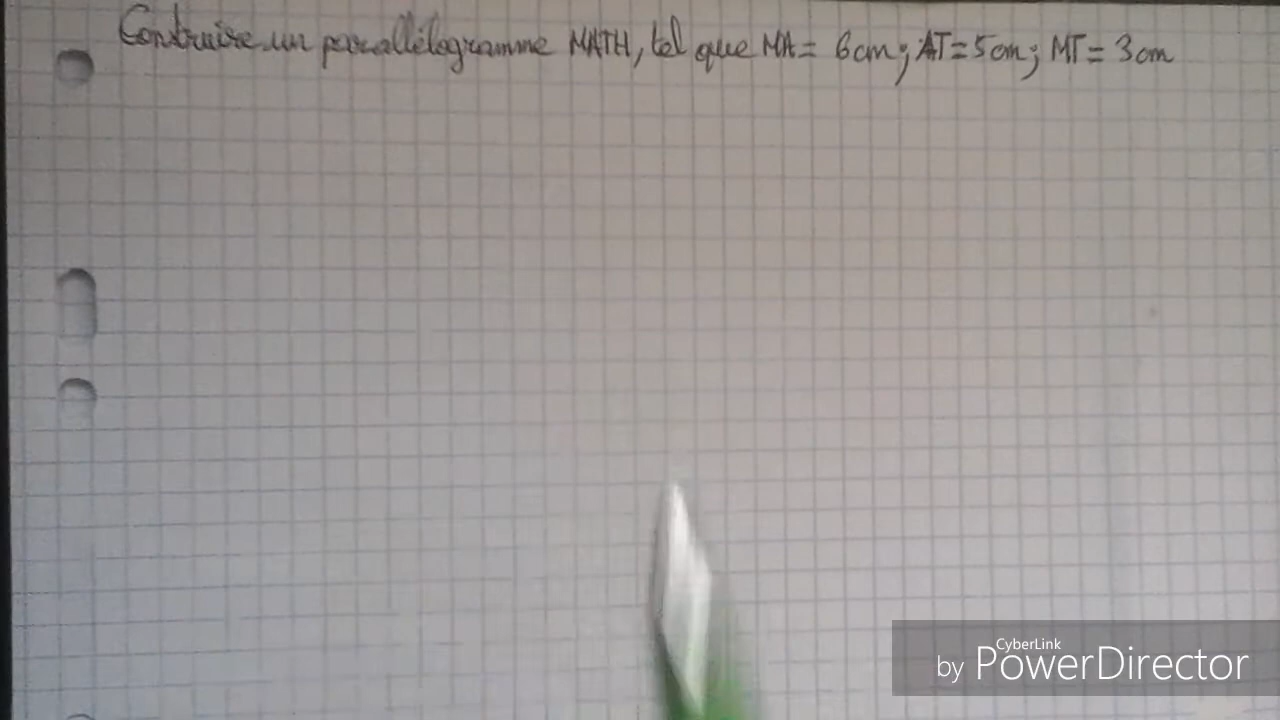 Construire un parallélogramme MATH, tel que MA = 6cm; AT = 5cm; MT = 3cm
CyberLink
by PowerDirector